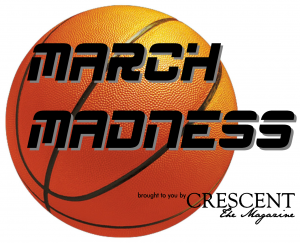 MARCH
MADNESS
brought to you by CRESCENT
The Magazine